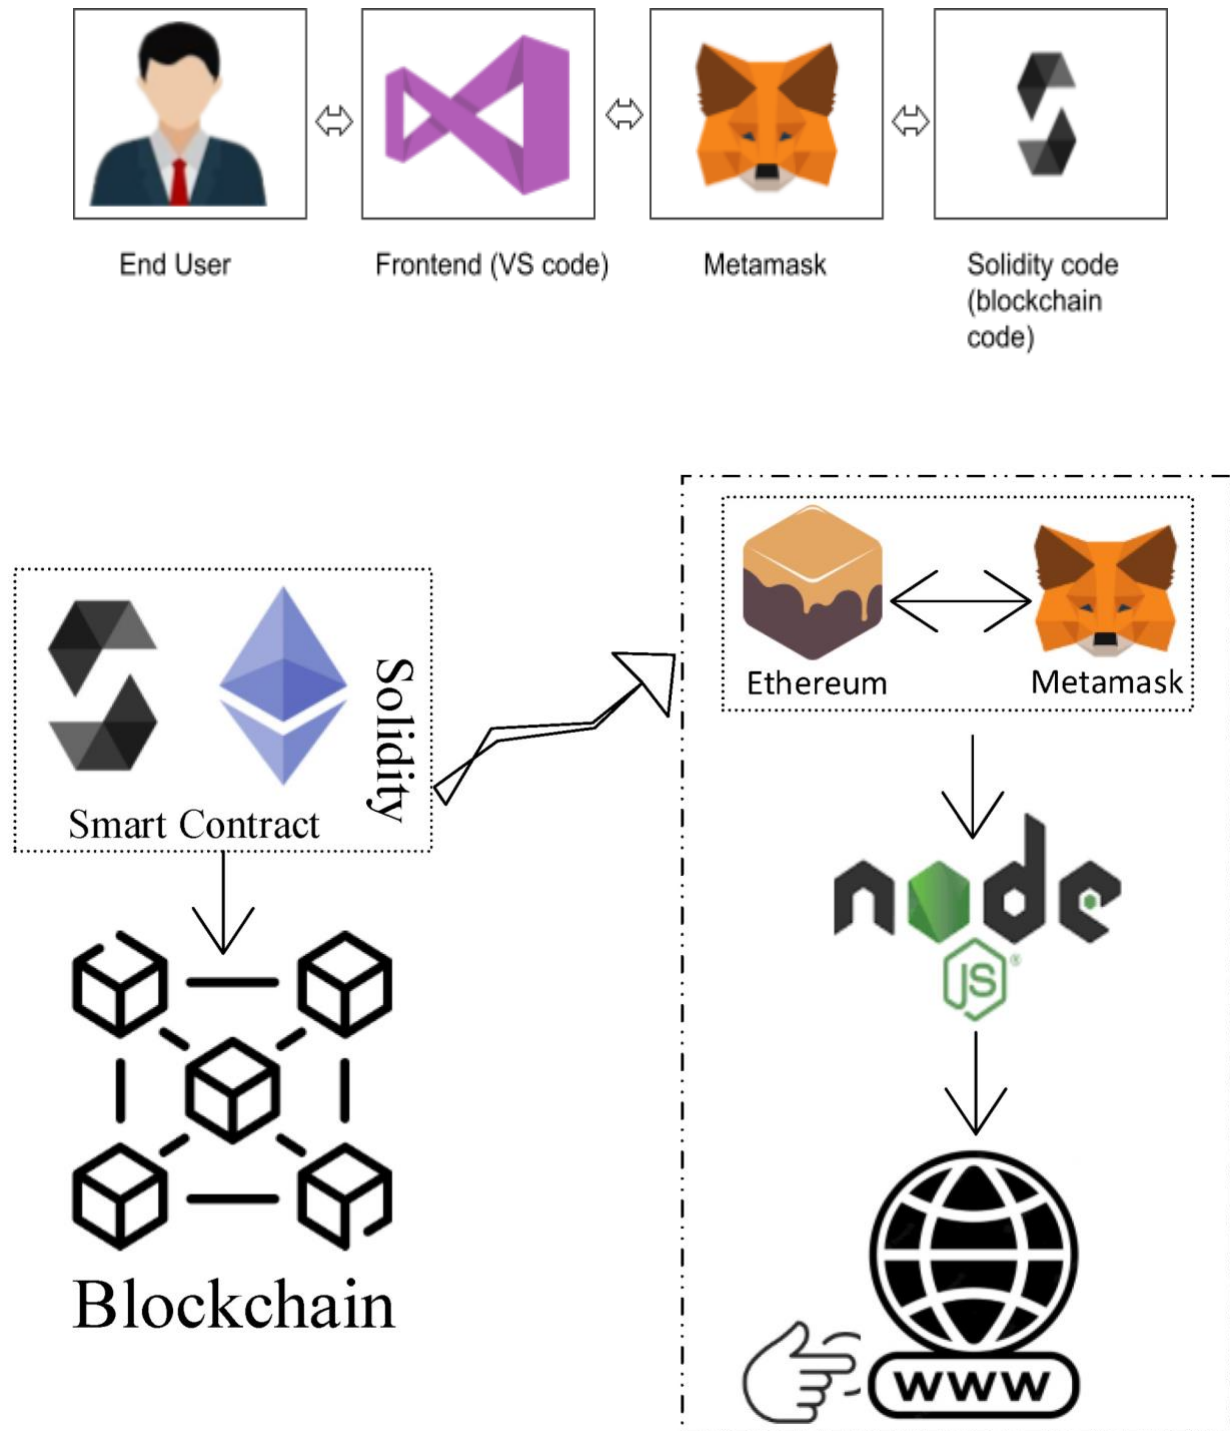 End User
Frontend (VS code)
Metamask
Solidity code
(blockchain
code)
Ethereum
Metamask
Solidity
Smart Contract
node
JS®
Blockchain
www